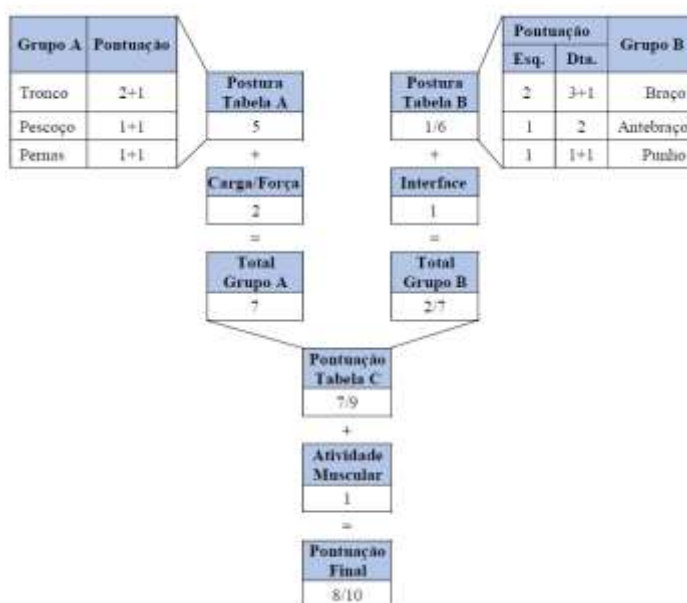 Grupo A Pontuação
Tronco 2+1
Pescoço 1+1
Pernas 1+1
Pontuação Grupo B
Esq. Dta.
2 3+1 Braço
1 2 Antebraço
1 1+1 Punho
Postura
Tabela A
5
+
Carga/Força
2
=
Total
Grupo A
7
Postura
Tabela B
1/6
+
Interface
1
=
Total
Grupo B
2/7
Pontuação
Tabela C
7/9
+
Atividade
Muscular
1
=
Pontuação
Final
8/10